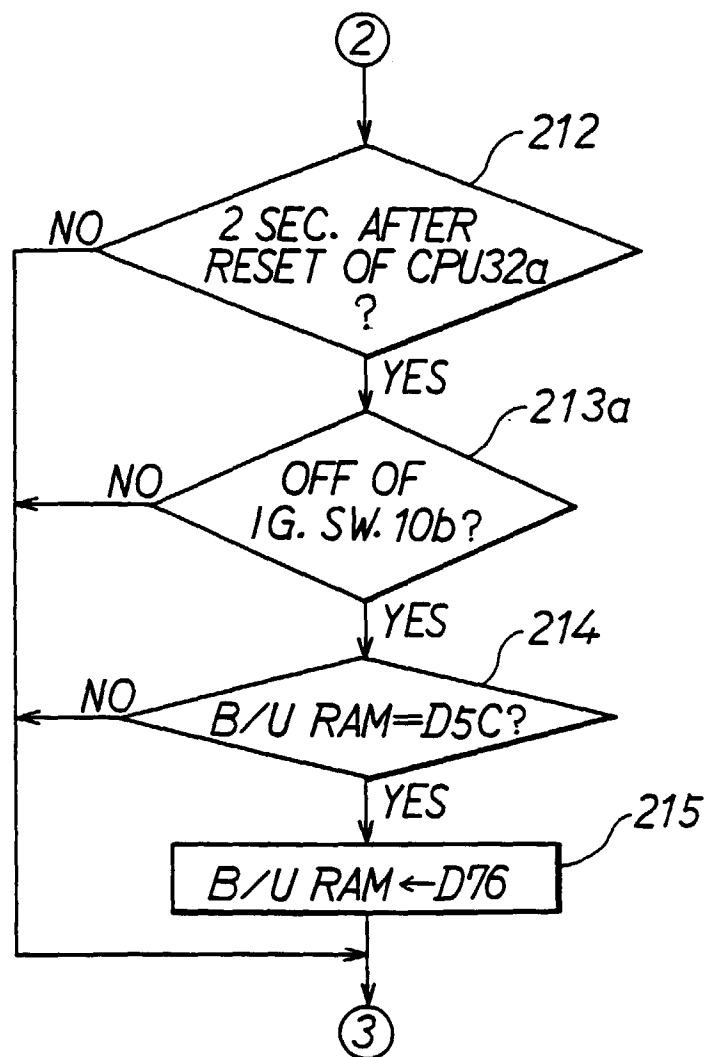 2
212
2 SEC. AFTER
RESET OF CPU32a
?
NO
YES
213a
OFF OF
IG. SW. 10b?
NO
YES
214
B/U RAM=D5C?
NO
YES
215
B/U RAM←D76
3